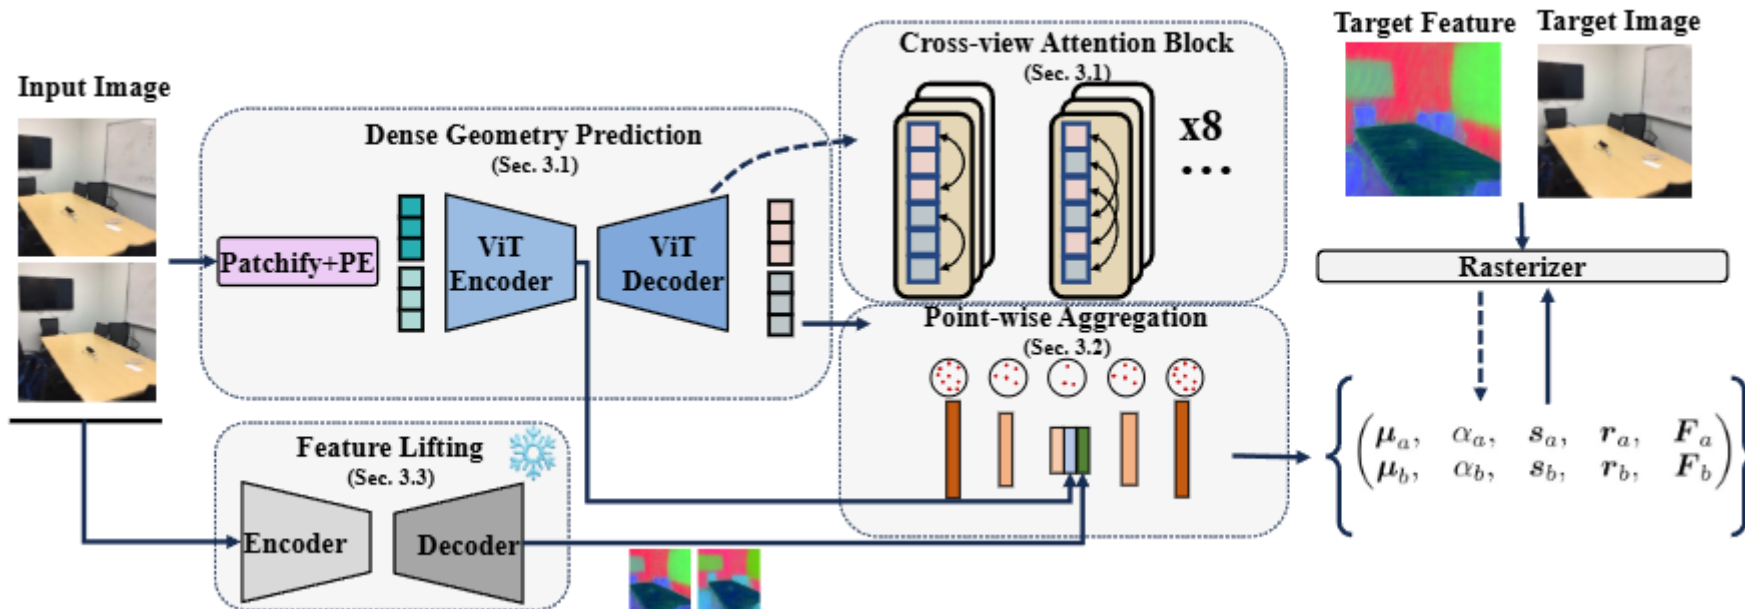 Input Image
Dense Geometry Prediction
(Sec. 3.1)
Patchify+PE
ViT
Encoder
ViT
Decoder
Cross-view Attention Block
(Sec. 3.1)
x8
...
Point-wise Aggregation
(Sec. 3.2)
Feature Lifting
(Sec. 3.3)
Encoder
Decoder
Target Feature
Target Image
Rasterizer
μ_a, α_a, s_a, r_a, F_a
μ_b, α_b, s_b, r_b, F_b